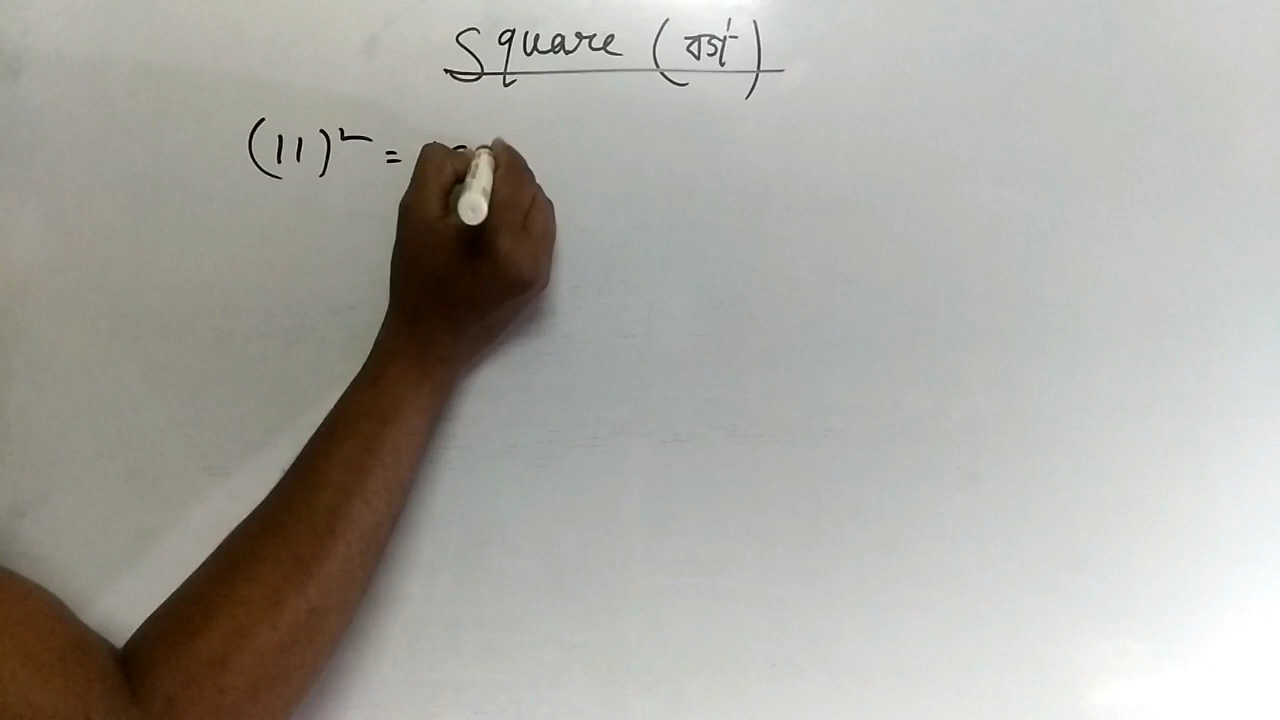 Square (বর্গ)
(11)² =